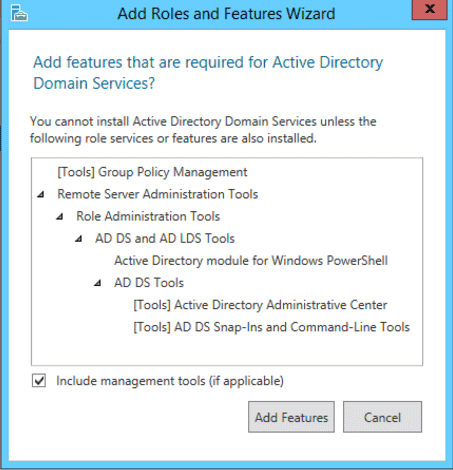 Add Roles and Features Wizard
x
Add features that are required for Active Directory
Domain Services?
You cannot install Active Directory Domain Services unless the
following role services or features are also installed.
[Tools] Group Policy Management
Remote Server Administration Tools
Role Administration Tools
AD DS and AD LDS Tools
Active Directory module for Windows PowerShell
AD DS Tools
[Tools] Active Directory Administrative Center
[Tools] AD DS Snap-Ins and Command-Line Tools
Include management tools (if applicable)
Add Features
Cancel